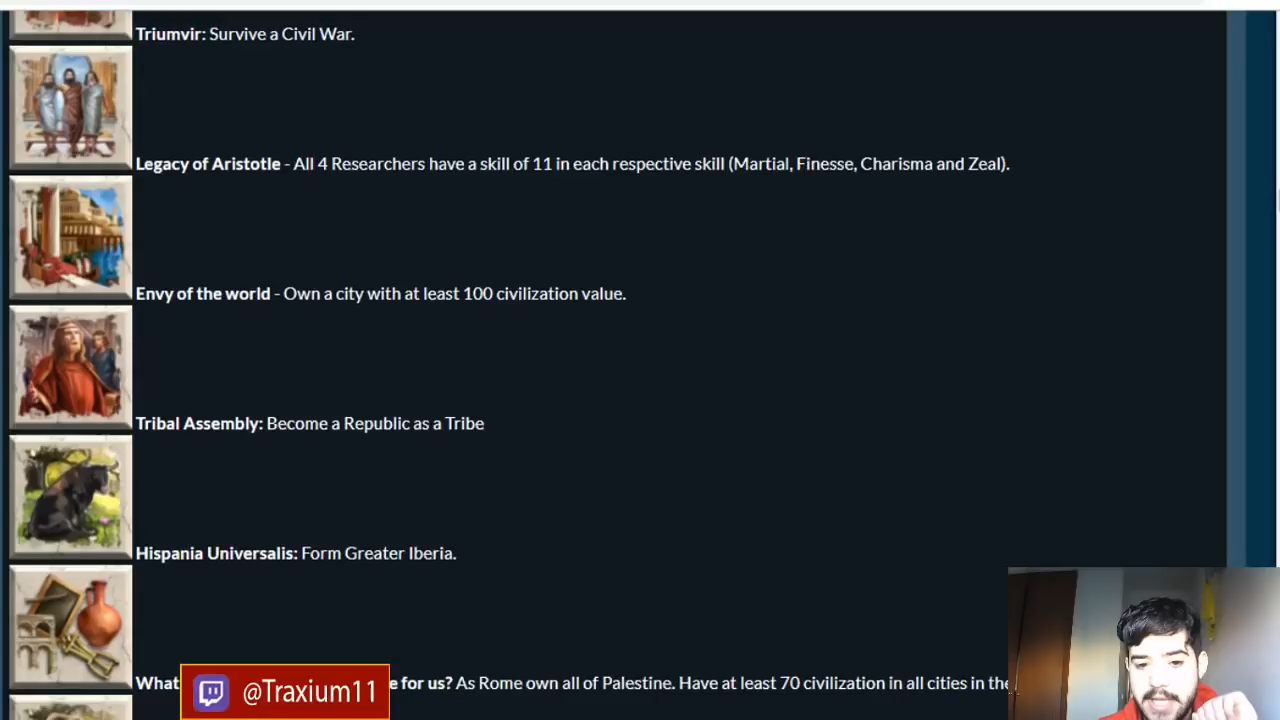 Triumvir: Survive a Civil War.
Legacy of Aristotle - All 4 Researchers have a skill of 11 in each respective skill (Martial, Finesse, Charisma and Zeal).
Envy of the world - Own a city with at least 100 civilization value.
Tribal Assembly: Become a Republic as a Tribe
Hispania Universalis: Form Greater Iberia.
What for us? As Rome own all of Palestine. Have at least 70 civilization in all cities in the
@Traxium11